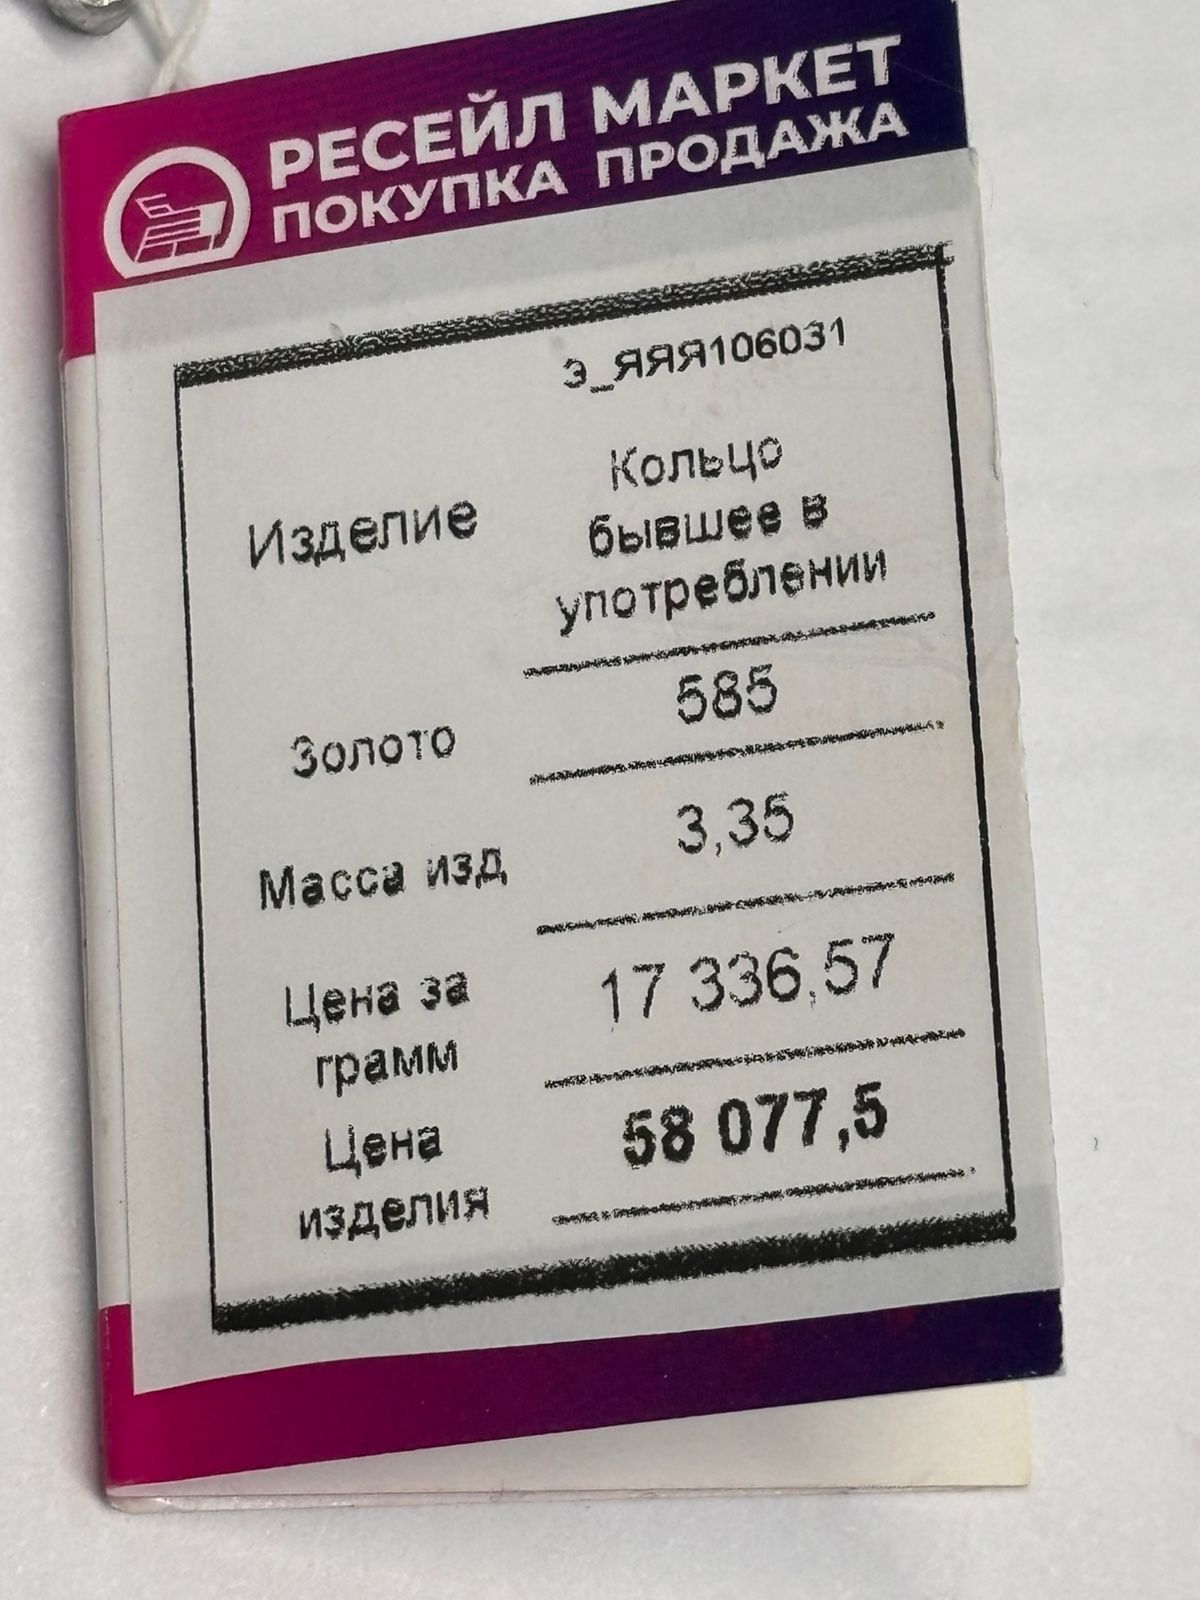 РЕСЕЙЛ МАРКЕТ
ПОКУПКА ПРОДАЖА
Э_ЯЯЯ106031
Изделие
Кольцо
бывшее в
употреблении
Золото
585
Масса изд
3,35
Цена за
грамм
17 336,57
Цена
изделия
58 077,5